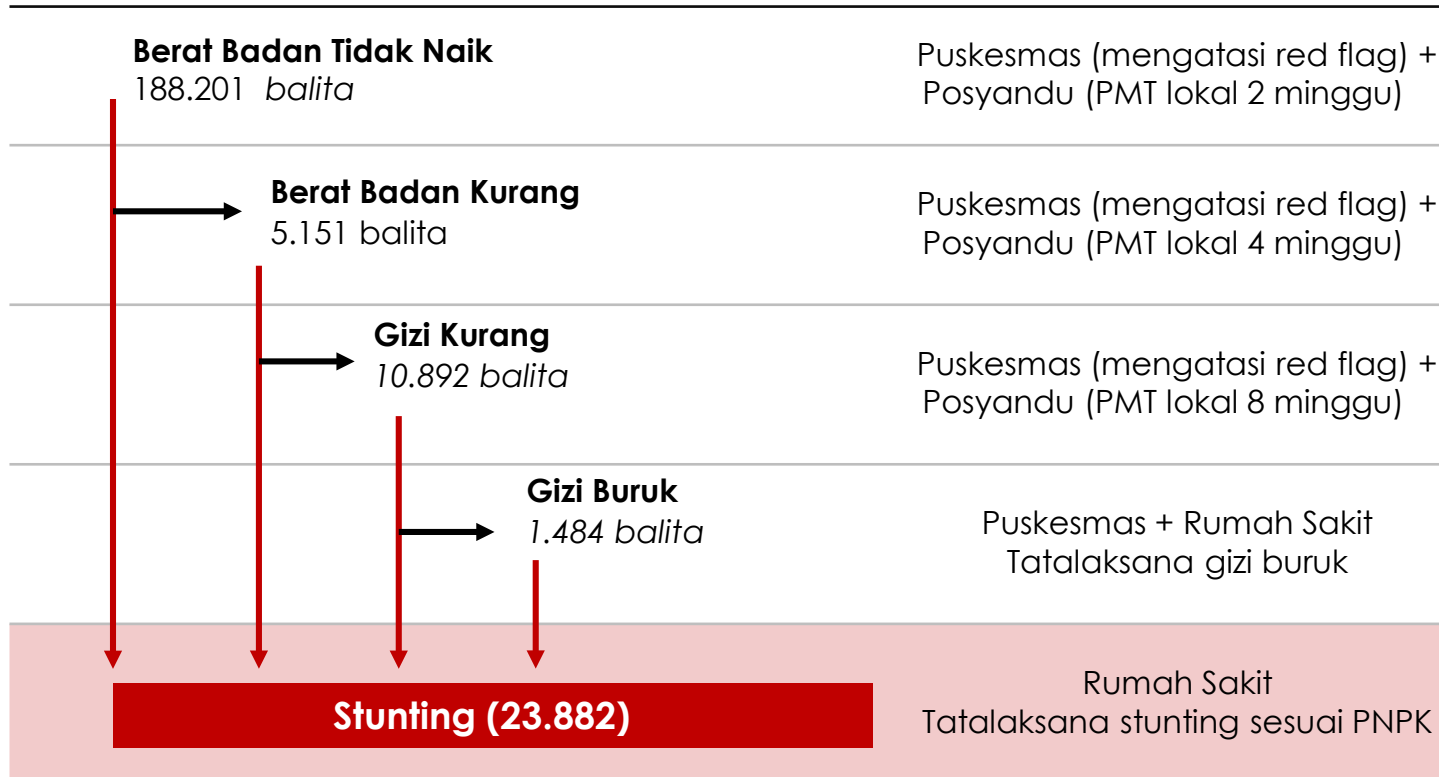 Berat Badan Tidak Naik
188.201 balita
Puskesmas (mengatasi red flag) +
Posyandu (PMT lokal 2 minggu)
Berat Badan Kurang
5.151 balita
Puskesmas (mengatasi red flag) +
Posyandu (PMT lokal 4 minggu)
Gizi Kurang
10.892 balita
Puskesmas (mengatasi red flag) +
Posyandu (PMT lokal 8 minggu)
Gizi Buruk
1.484 balita
Puskesmas + Rumah Sakit
Tatalaksana gizi buruk
Stunting (23.882)
Rumah Sakit
Tatalaksana stunting sesuai PNPK